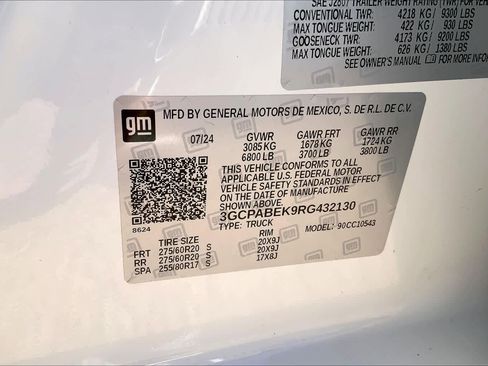 SAE J2807 TRAILER WEIGHT RATING (TWR) FOR VEHICLE
CONVENTIONAL TWR: 4218 KG / 9300 LBS
MAX TONGUE WEIGHT: 422 KG / 930 LBS
GOOSENECK TWR: 4173 KG / 9200 LBS
MAX TONGUE WEIGHT: 626 KG / 1380 LBS
SEE OWNER'S MANUAL FOR MORE INF
gm
MFD BY GENERAL MOTORS DE MEXICO, S. DE R.L. DE C.V.
07/24 GVWR GAWR FRT GAWR RR
3085 KG 1678 KG 1724 KG
6800 LB 3700 LB 3800 LB
THIS VEHICLE CONFORMS TO ALL
APPLICABLE U.S. FEDERAL MOTOR
VEHICLE SAFETY STANDARDS IN EFFECT
ON THE DATE OF MANUFACTURE
SHOWN ABOVE.
3GCPABEK9RG432130
TYPE: TRUCK MODEL: 90CC10543
8624
TIRE SIZE RIM
FRT 275/60R20 S 20X9J
RR 275/60R20 S 20X9J
SPA 255/80R17 S 17X8J